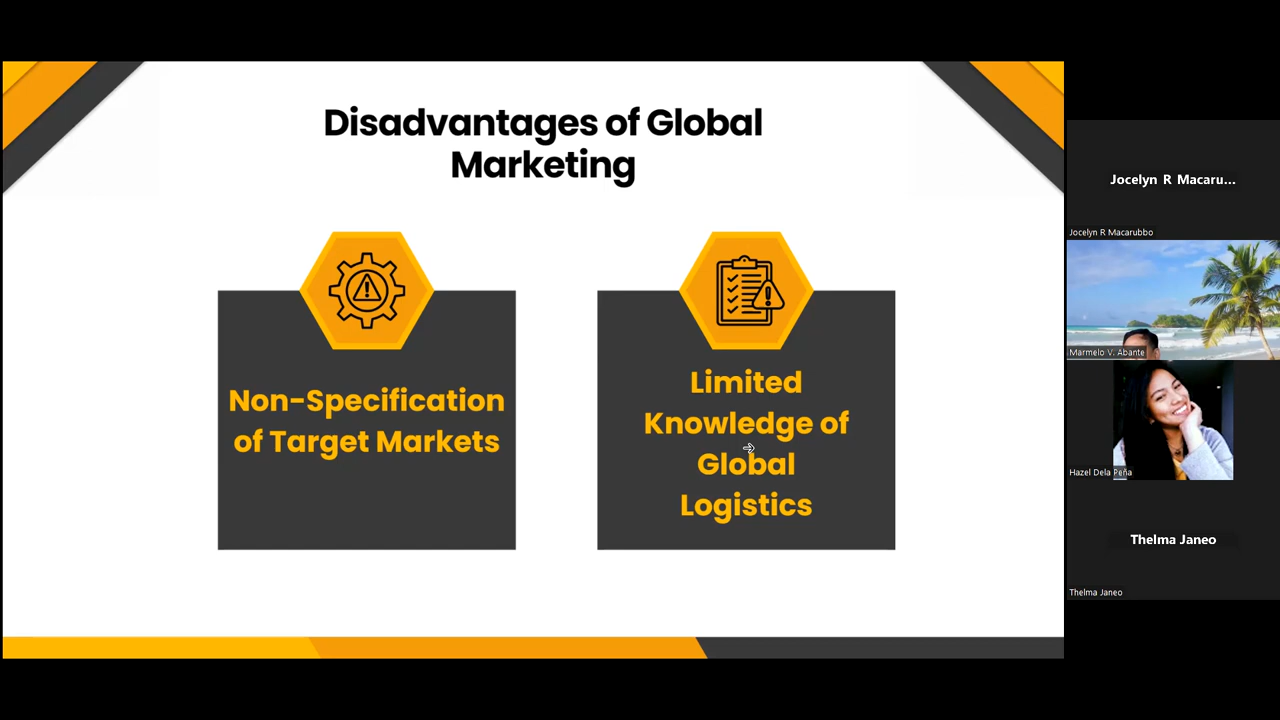 Disadvantages of Global
Marketing
Non-Specification
of Target Markets
Limited
Knowledge of
Global
Logistics
Jocelyn R Macaru...
Jocelyn R Macarubbo
Marmelo V. Abante
Hazel Dela Peña
Thelma Janeo
Thelma Janeo